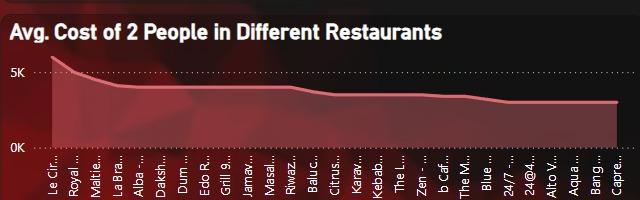 Avg. Cost of 2 People in Different Restaurants
5K
0K
Le Cir...
Royal ...
Maltie...
La Bra...
Alba -...
Daksh...
Dum ...
Edo R...
Grill 9...
Jamav...
Masal...
Riwaz...
Balu c...
Citrus...
Karav...
Kebab...
The L...
Zen - ...
b Caf...
The M...
Blue ...
24/7 -...
24@4...
Alto V...
Aqua ...
Bang ...
Capre...